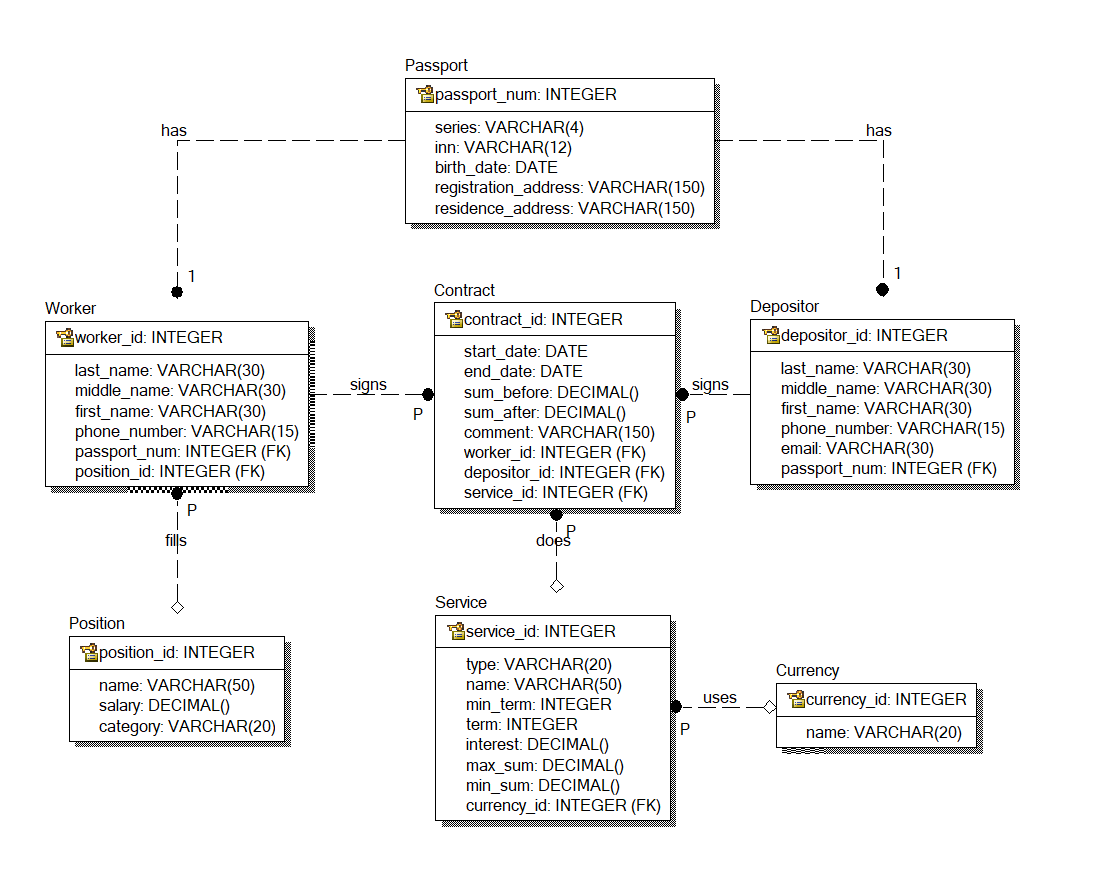 Passport
passport_num: INTEGER
series: VARCHAR(4)
inn: VARCHAR(12)
birth_date: DATE
registration_address: VARCHAR(150)
residence_address: VARCHAR(150)
has
has
1
1
Worker
worker_id: INTEGER
last_name: VARCHAR(30)
middle_name: VARCHAR(30)
first_name: VARCHAR(30)
phone_number: VARCHAR(15)
passport_num: INTEGER (FK)
position_id: INTEGER (FK)
signs
P
Contract
contract_id: INTEGER
start_date: DATE
end_date: DATE
sum_before: DECIMAL()
sum_after: DECIMAL()
comment: VARCHAR(150)
worker_id: INTEGER (FK)
depositor_id: INTEGER (FK)
service_id: INTEGER (FK)
signs
P
Depositor
depositor_id: INTEGER
last_name: VARCHAR(30)
middle_name: VARCHAR(30)
first_name: VARCHAR(30)
phone_number: VARCHAR(15)
email: VARCHAR(30)
passport_num: INTEGER (FK)
P
fills
P
does
Position
position_id: INTEGER
name: VARCHAR(50)
salary: DECIMAL()
category: VARCHAR(20)
Service
service_id: INTEGER
type: VARCHAR(20)
name: VARCHAR(50)
min_term: INTEGER
term: INTEGER
interest: DECIMAL()
max_sum: DECIMAL()
min_sum: DECIMAL()
currency_id: INTEGER (FK)
uses
P
Currency
currency_id: INTEGER
name: VARCHAR(20)